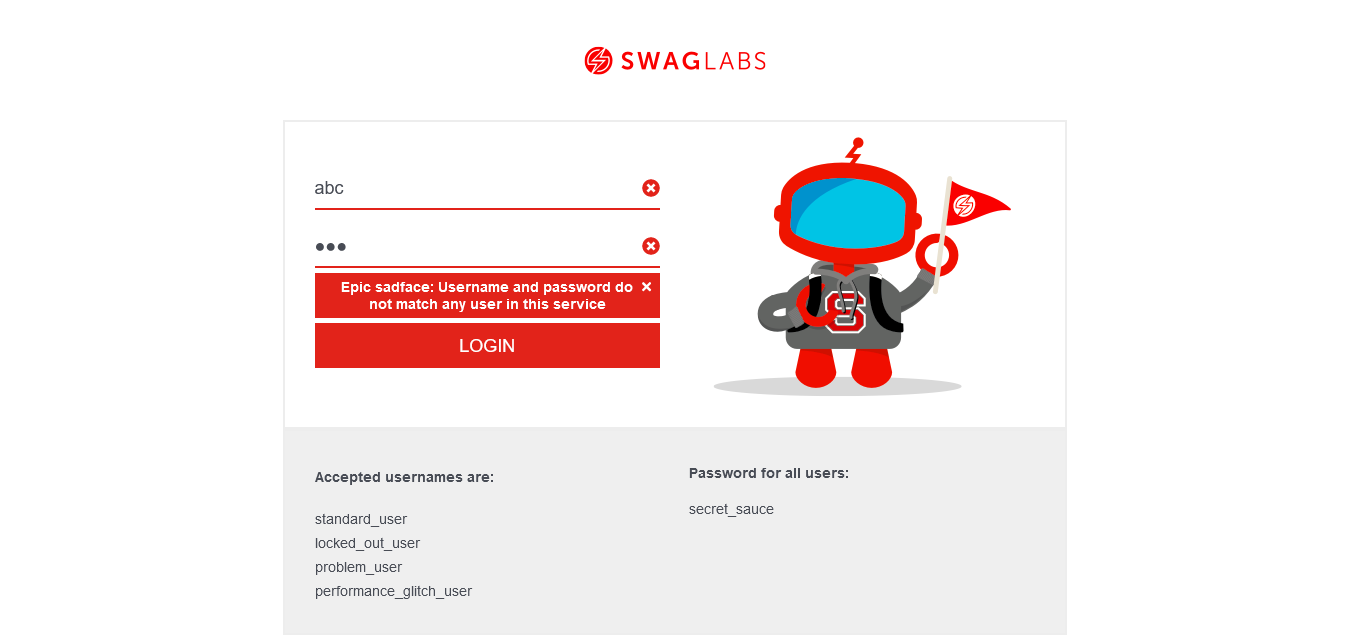 SWAGLABS
abc
•••
Epic sadface: Username and password do
not match any user in this service
LOGIN
S
Accepted usernames are:
standard_user
locked_out_user
problem_user
performance_glitch_user
Password for all users:
secret_sauce